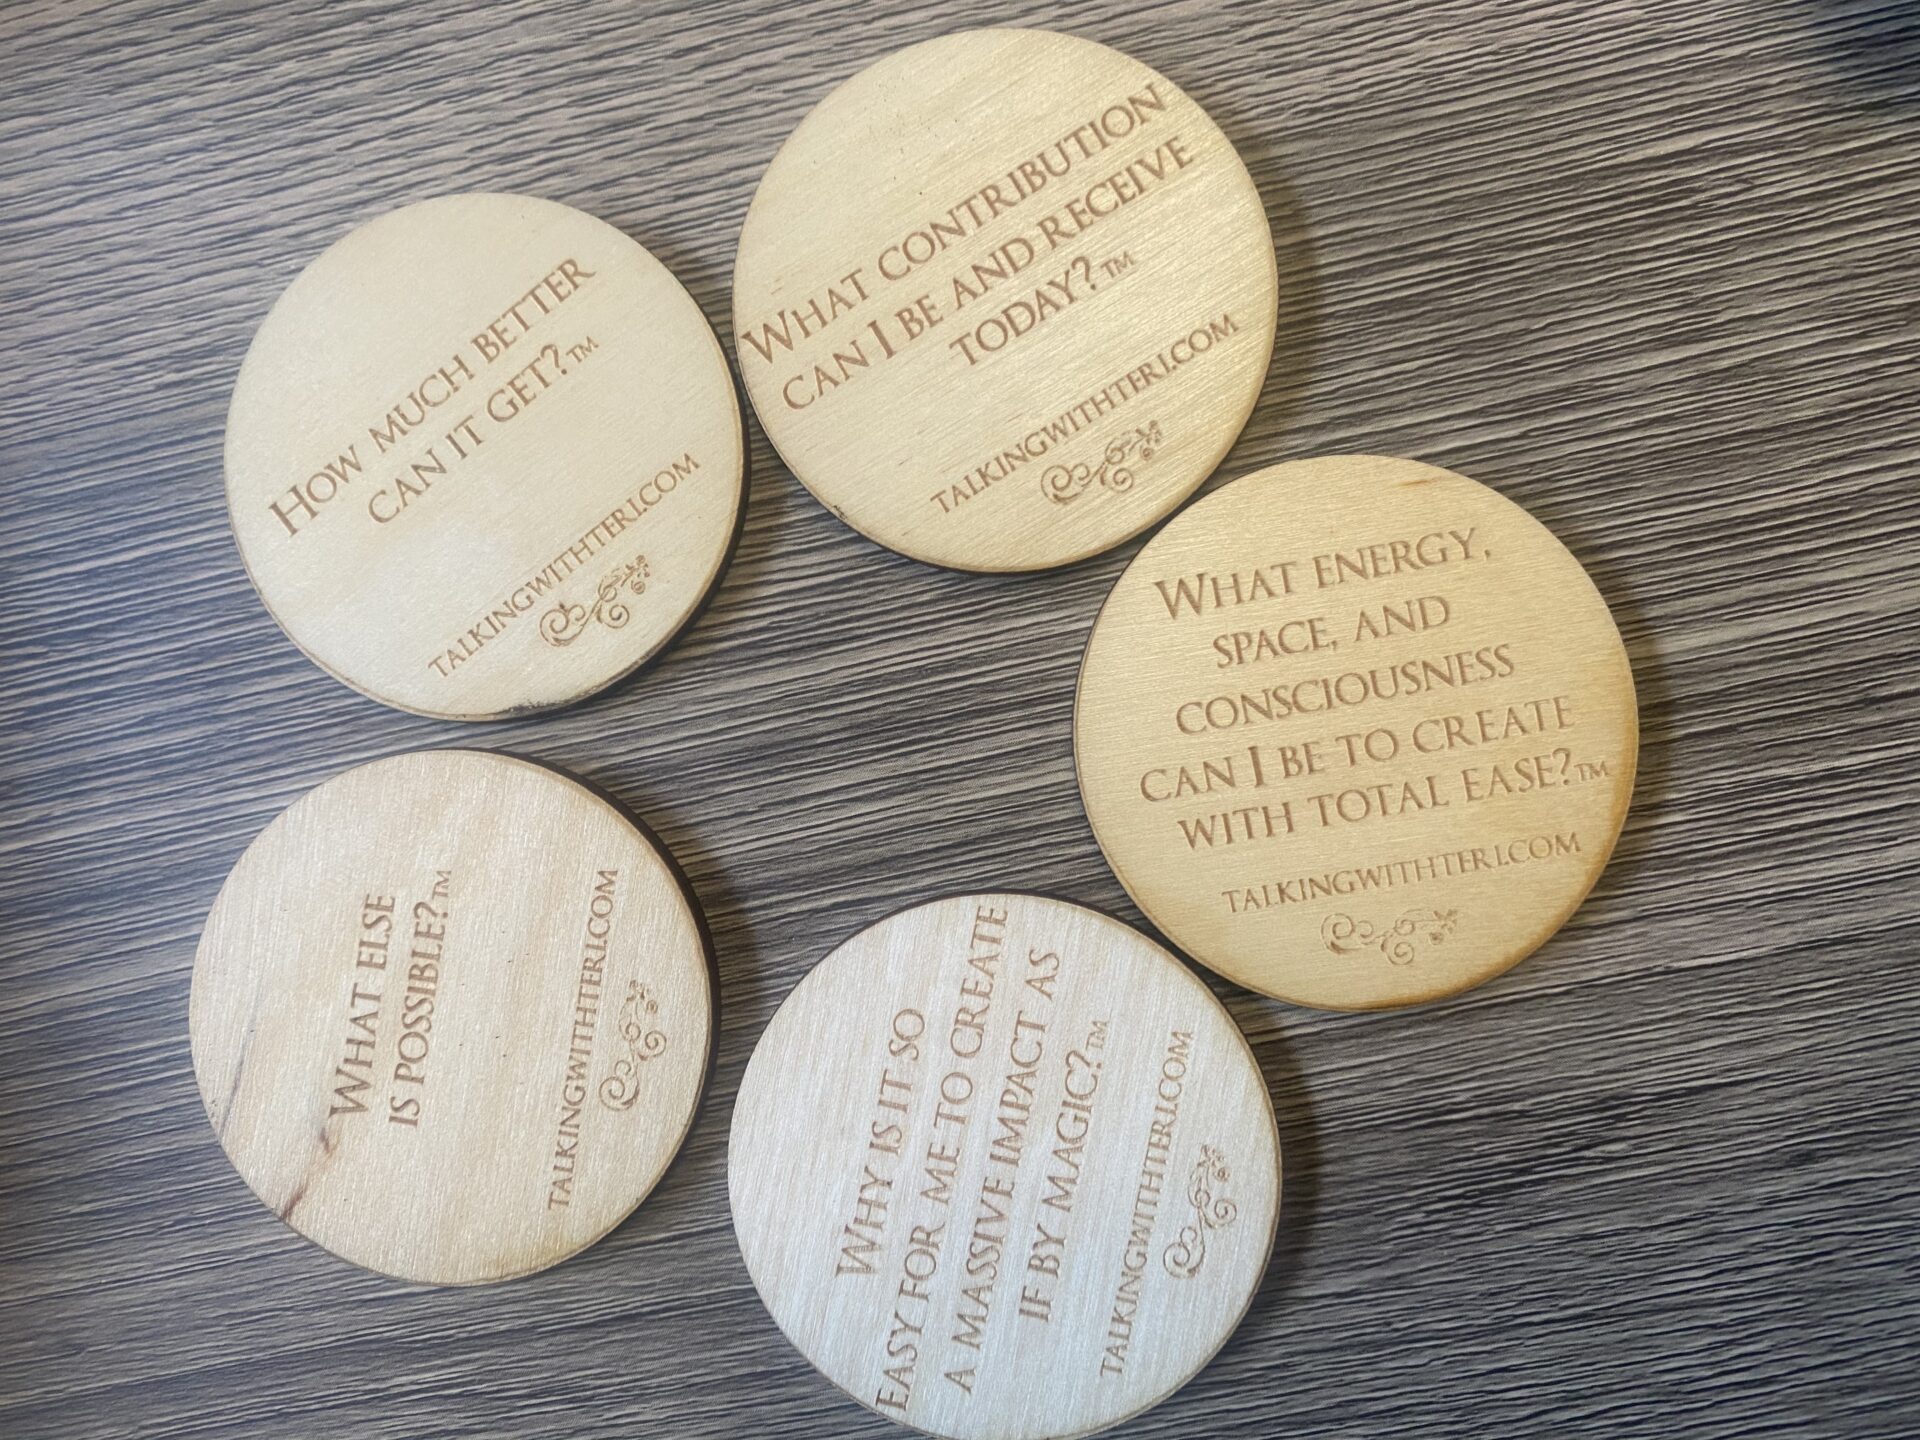 How much better
can it get?™
talkingwithteri.com
What contribution
can I be and receive
today?™
talkingwithteri.com
What energy,
space, and
consciousness
can I be to create
with total ease?™
talkingwithteri.com
What else
is possible?™
talkingwithteri.com
Why is it so
easy for me to create
a massive impact as
if by magic?™
talkingwithteri.com